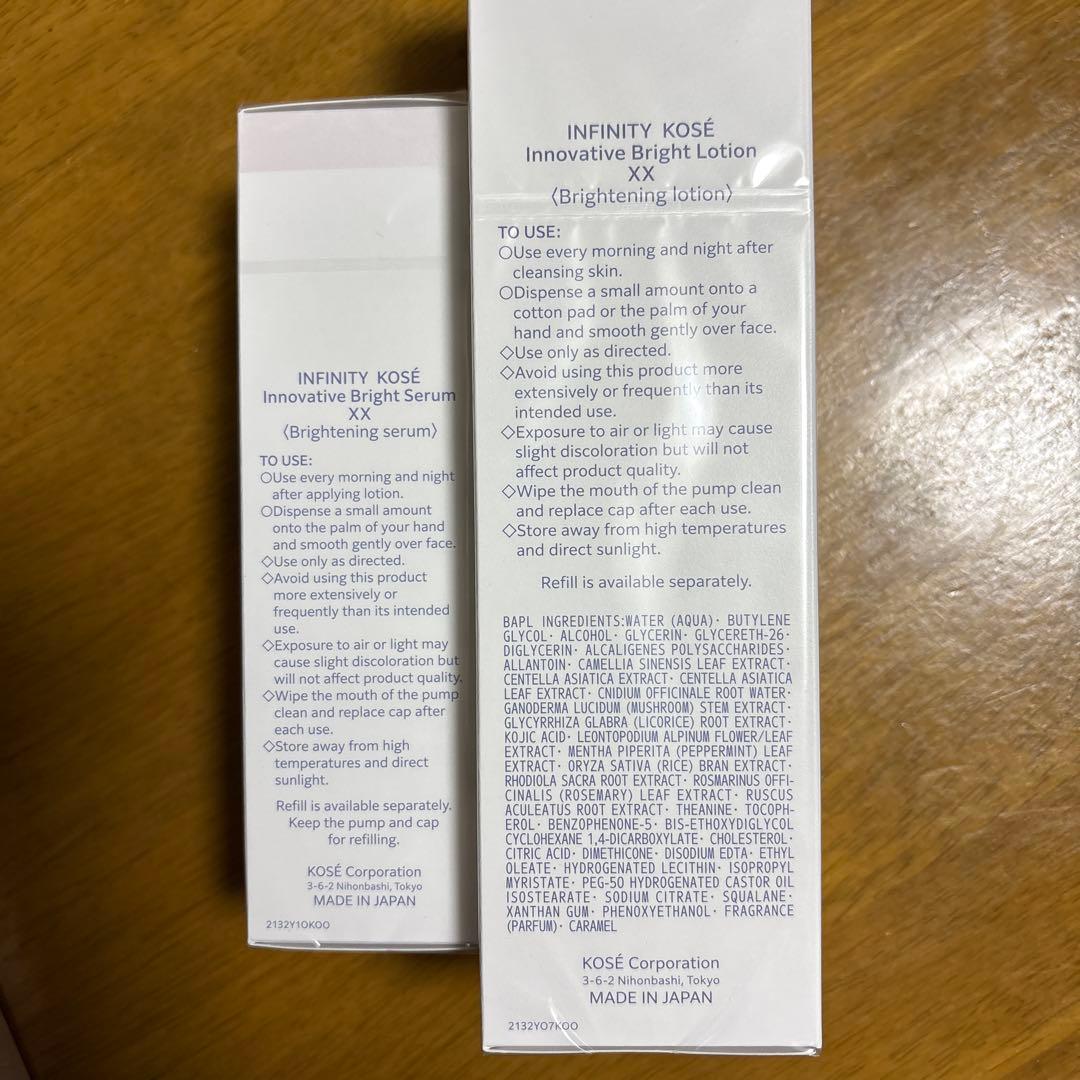 INFINITY KOSÉ
Innovative Bright Serum
XX
〈Brightening serum〉
TO USE:
○Use every morning and night
after applying lotion.
○Dispense a small amount
onto the palm of your hand
and smooth gently over face.
◇Use only as directed.
◇Avoid using this product
more extensively or
frequently than its intended
use.
◇Exposure to air or light may
cause slight discoloration but
will not affect product quality.
◇Wipe the mouth of the pump
clean and replace cap after
each use.
◇Store away from high
temperatures and direct
sunlight.
Refill is available separately.
Keep the pump and cap
for refilling.
KOSÉ Corporation
3-6-2 Nihonbashi, Tokyo
MADE IN JAPAN
2132Y10K00
INFINITY KOSÉ
Innovative Bright Lotion
XX
〈Brightening lotion〉
TO USE:
○Use every morning and night after
cleansing skin.
○Dispense a small amount onto a
cotton pad or the palm of your
hand and smooth gently over face.
◇Use only as directed.
◇Avoid using this product more
extensively or frequently than its
intended use.
◇Exposure to air or light may cause
slight discoloration but will not
affect product quality.
◇Wipe the mouth of the pump clean
and replace cap after each use.
◇Store away from high temperatures
and direct sunlight.
Refill is available separately.
BAPL INGREDIENTS:WATER (AQUA)· BUTYLENE
GLYCOL· ALCOHOL· GLYCERIN· GLYCERETH-26·
DIGLYCERIN· ALCALIGENES POLYSACCHARIDES·
ALLANTOIN· CAMELLIA SINENSIS LEAF EXTRACT·
CENTELLA ASIATICA EXTRACT· CENTELLA ASIATICA
LEAF EXTRACT· CNIDIUM OFFICINALE ROOT WATER·
GANODERMA LUCIDUM (MUSHROOM) STEM EXTRACT·
GLYCYRRHIZA GLABRA (LICORICE) ROOT EXTRACT·
KOJIC ACID· LEONTOPODIUM ALPINUM FLOWER/LEAF
EXTRACT· MENTHA PIPERITA (PEPPERMINT) LEAF
EXTRACT· ORYZA SATIVA (RICE) BRAN EXTRACT·
RHODIOLA SACRA ROOT EXTRACT· ROSMARINUS OFFI-
CINALIS (ROSEMARY) LEAF EXTRACT· RUSCUS
ACULEATUS ROOT EXTRACT· THEANINE· TOCOPH-
EROL· BENZOPHENONE-5· BIS-ETHOXYDIGLYCOL
CYCLOHEXANE 1,4-DICARBOXYLATE· CHOLESTEROL·
CITRIC ACID· DIMETHICONE· DISODIUM EDTA· ETHYL
OLEATE· HYDROGENATED LECITHIN· ISOPROPYL
MYRISTATE· PEG-50 HYDROGENATED CASTOR OIL
ISOSTEARATE· SODIUM CITRATE· SQUALANE·
XANTHAN GUM· PHENOXYETHANOL· FRAGRANCE
(PARFUM)· CARAMEL
KOSÉ Corporation
3-6-2 Nihonbashi, Tokyo
MADE IN JAPAN
2132Y07K00